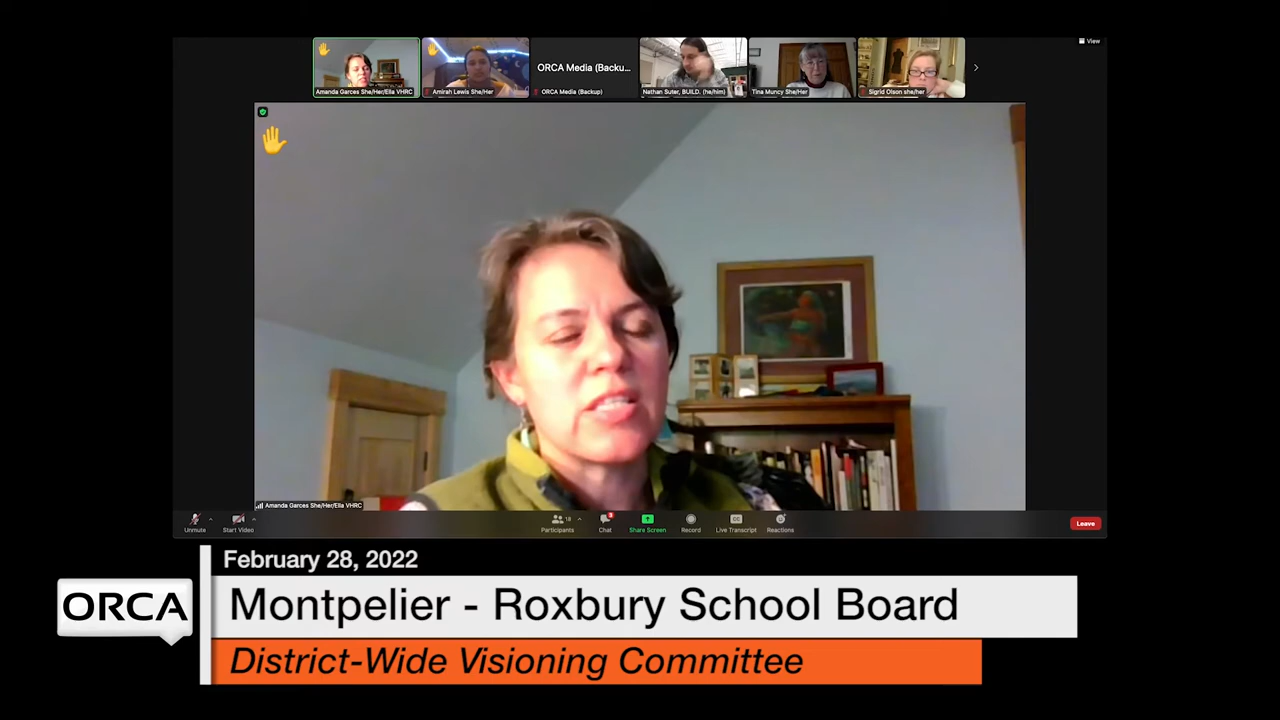 View
ORCA Media (Backu...
Amanda Garces She/Her/Ella VHRC
Amirah Lewis She/Her
ORCA Media (Backup)
Nathan Suter, BUILD. (he/him)
Tina Muncy She/Her
Sigrid Olson she/her
Amanda Garces She/Her/Ella VHRC
Unmute
Start Video
Participants
18
Chat
Share Screen
Record
CC
Live Transcript
Reactions
Leave
February 28, 2022
ORCA
Montpelier - Roxbury School Board
District-Wide Visioning Committee